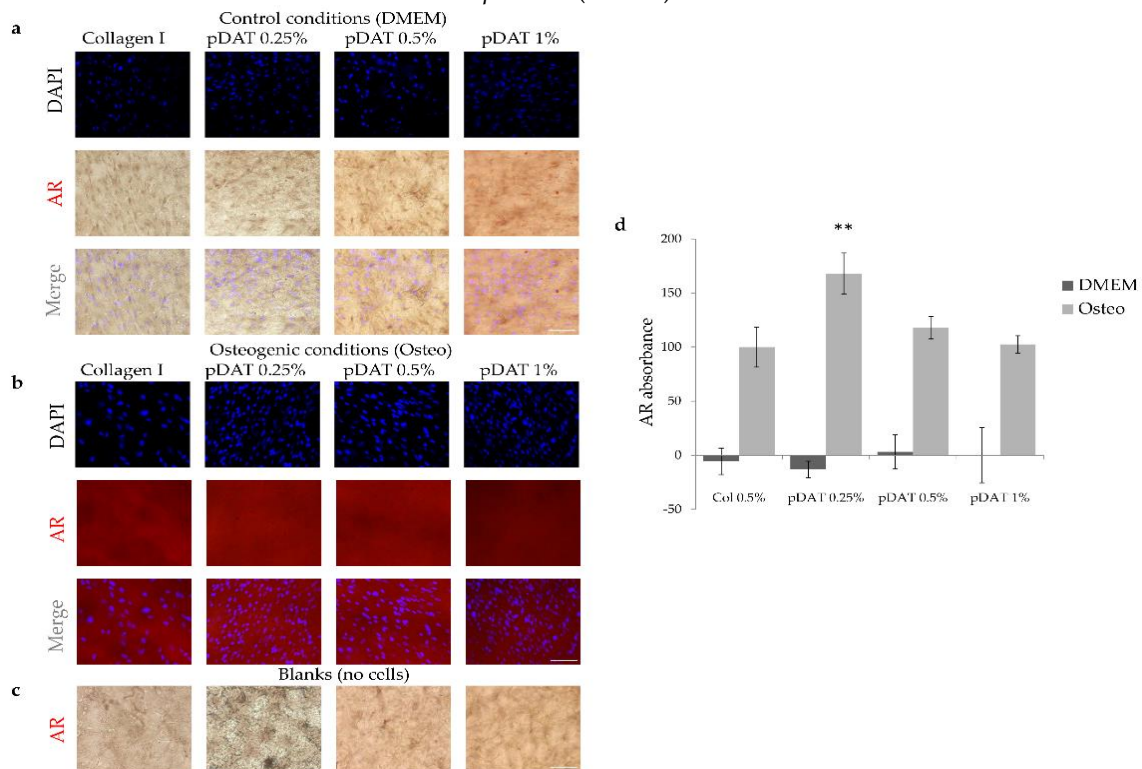 a
Control conditions (DMEM)
Collagen I pDAT 0.25% pDAT 0.5% pDAT 1%
DAPI
AR
Merge
b
Osteogenic conditions (Osteo)
Collagen I pDAT 0.25% pDAT 0.5% pDAT 1%
DAPI
AR
Merge
Blanks (no cells)
c
AR
d
**
200
150
100
50
0
-50
AR absorbance
Col 0.5% pDAT 0.25% pDAT 0.5% pDAT 1%
DMEM
Osteo